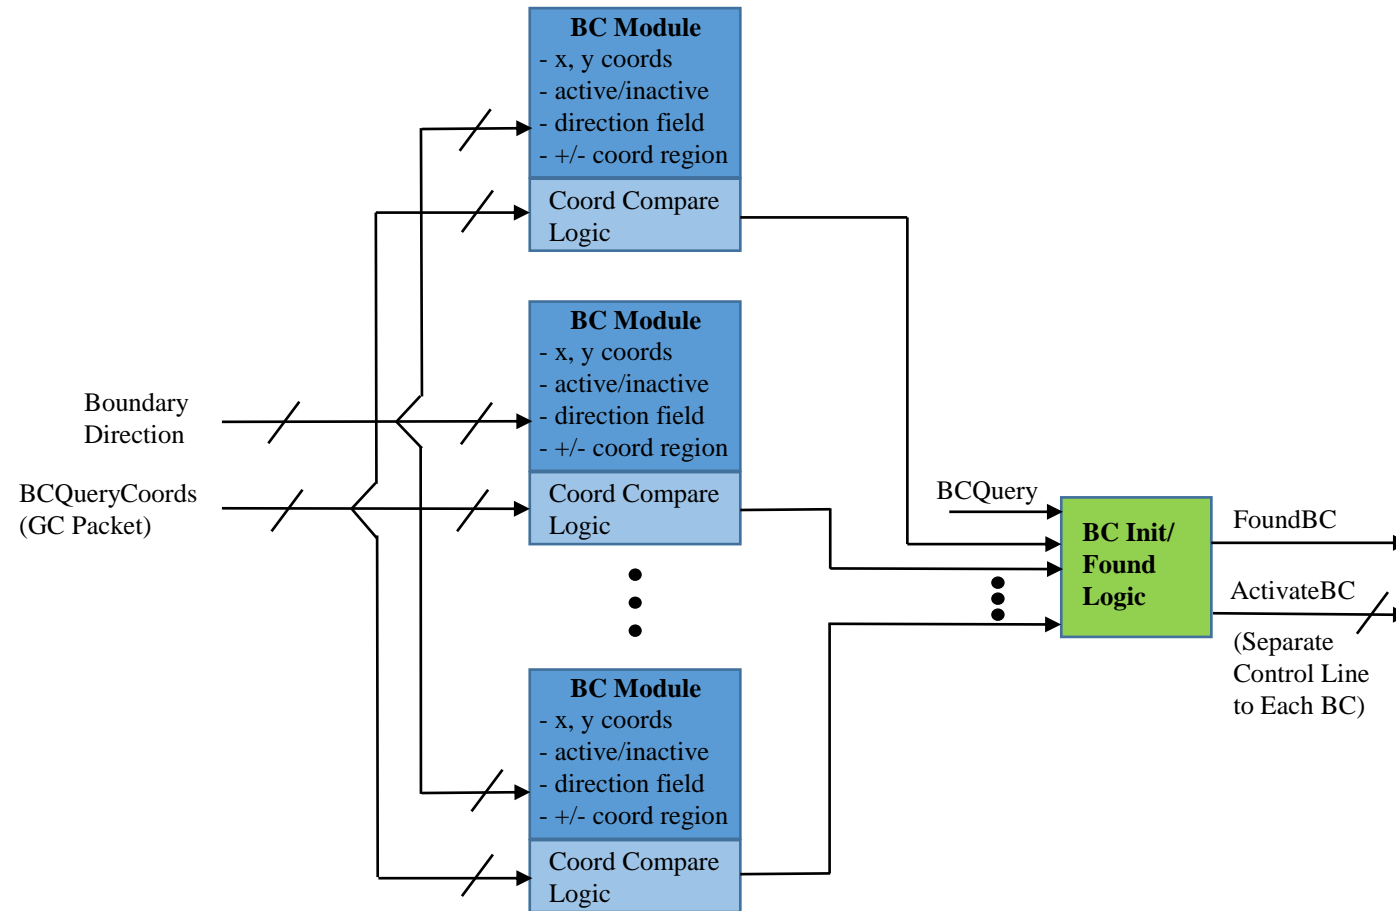 BC Module
- x, y coords
- active/inactive
- direction field
- +/- coord region
Coord Compare
Logic
BC Module
- x, y coords
- active/inactive
- direction field
- +/- coord region
Coord Compare
Logic
Boundary
Direction
BCQueryCoords
(GC Packet)
BC Module
- x, y coords
- active/inactive
- direction field
- +/- coord region
Coord Compare
Logic
BCQuery
BC Init/
Found
Logic
FoundBC
ActivateBC
(Separate
Control Line
to Each BC)